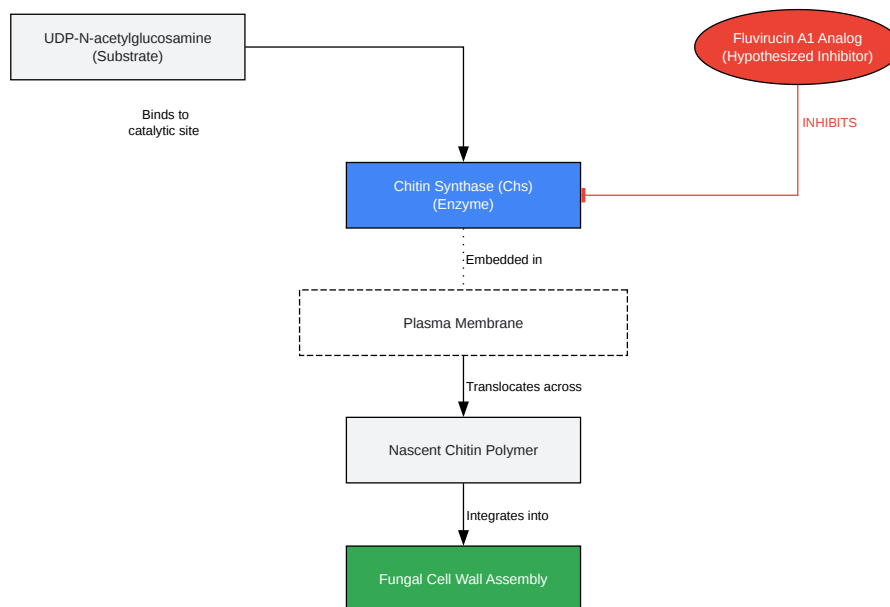 UDP-N-acetylglucosamine
(Substrate)
Fluvirucin A1 Analog
(Hypothesized Inhibitor)
Binds to
catalytic site
INHIBITS
Chitin Synthase (Chs)
(Enzyme)
Embedded in
Plasma Membrane
Translocates across
Nascent Chitin Polymer
Integrates into
Fungal Cell Wall Assembly